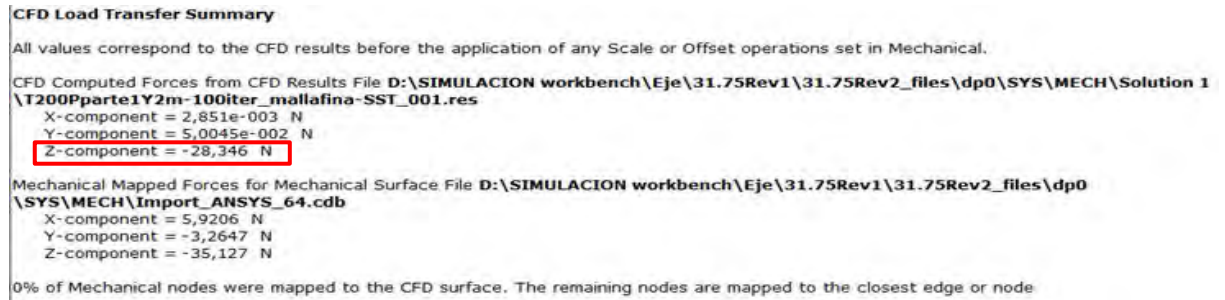 CFD Load Transfer Summary
All values correspond to the CFD results before the application of any Scale or Offset operations set in Mechanical.
CFD Computed Forces from CFD Results File D:\SIMULACION workbench\Eje\31.75Rev1\31.75Rev2_files\dp0\SYS\MECH\Solution 1
\T200Pparte1Y2m-100iter_mallafina-SST_001.res
X-component = 2,851e-003 N
Y-component = 5,0045e-002 N
Z-component = -28,346 N
Mechanical Mapped Forces for Mechanical Surface File D:\SIMULACION workbench\Eje\31.75Rev1\31.75Rev2_files\dp0
\SYS\MECH\Import_ANSYS_64.cdb
X-component = 5,9206 N
Y-component = -3,2647 N
Z-component = -35,127 N
0% of Mechanical nodes were mapped to the CFD surface. The remaining nodes are mapped to the closest edge or node